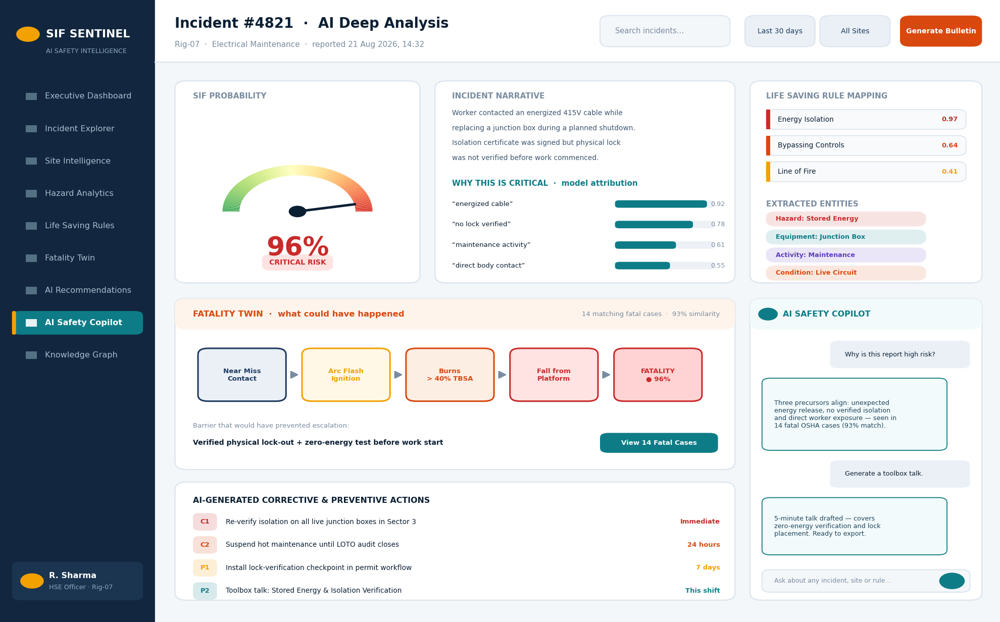 SIF SENTINEL
AI SAFETY INTELLIGENCE
Executive Dashboard
Incident Explorer
Site Intelligence
Hazard Analytics
Life Saving Rules
Fatality Twin
AI Recommendations
AI Safety Copilot
Knowledge Graph
R. Sharma
HSE Officer · Rig-07
Incident #4821 · AI Deep Analysis
Rig-07 · Electrical Maintenance · reported 21 Aug 2026, 14:32
Search incidents...
Last 30 days
All Sites
Generate Bulletin
SIF PROBABILITY
96%
CRITICAL RISK
INCIDENT NARRATIVE
Worker contacted an energized 415V cable while
replacing a junction box during a planned shutdown.
Isolation certificate was signed but physical lock
was not verified before work commenced.
WHY THIS IS CRITICAL · model attribution
“energized cable” 0.92
“no lock verified” 0.78
“maintenance activity” 0.61
“direct body contact” 0.55
LIFE SAVING RULE MAPPING
Energy Isolation 0.97
Bypassing Controls 0.64
Line of Fire 0.41
EXTRACTED ENTITIES
Hazard: Stored Energy
Equipment: Junction Box
Activity: Maintenance
Condition: Live Circuit
FATALITY TWIN · what could have happened
14 matching fatal cases · 93% similarity
Near Miss
Contact
Arc Flash
Ignition
Burns
> 40% TBSA
Fall from
Platform
FATALITY
● 96%
Barrier that would have prevented escalation:
Verified physical lock-out + zero-energy test before work start
View 14 Fatal Cases
AI-GENERATED CORRECTIVE & PREVENTIVE ACTIONS
C1 Re-verify isolation on all live junction boxes in Sector 3 Immediate
C2 Suspend hot maintenance until LOTO audit closes 24 hours
P1 Install lock-verification checkpoint in permit workflow 7 days
P2 Toolbox talk: Stored Energy & Isolation Verification This shift
AI SAFETY COPILOT
Why is this report high risk?
Three precursors align: unexpected
energy release, no verified isolation
and direct worker exposure — seen in
14 fatal OSHA cases (93% match).
Generate a toolbox talk.
5-minute talk drafted — covers
zero-energy verification and lock
placement. Ready to export.
Ask about any incident, site or rule...